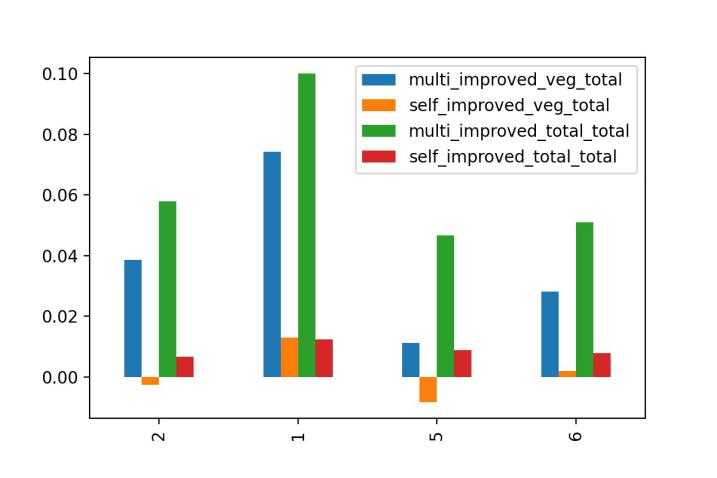 0.10
0.08
0.06
0.04
0.02
0.00
multi_improved_veg_total
self_improved_veg_total
multi_improved_total_total
self_improved_total_total
2
1
5
6